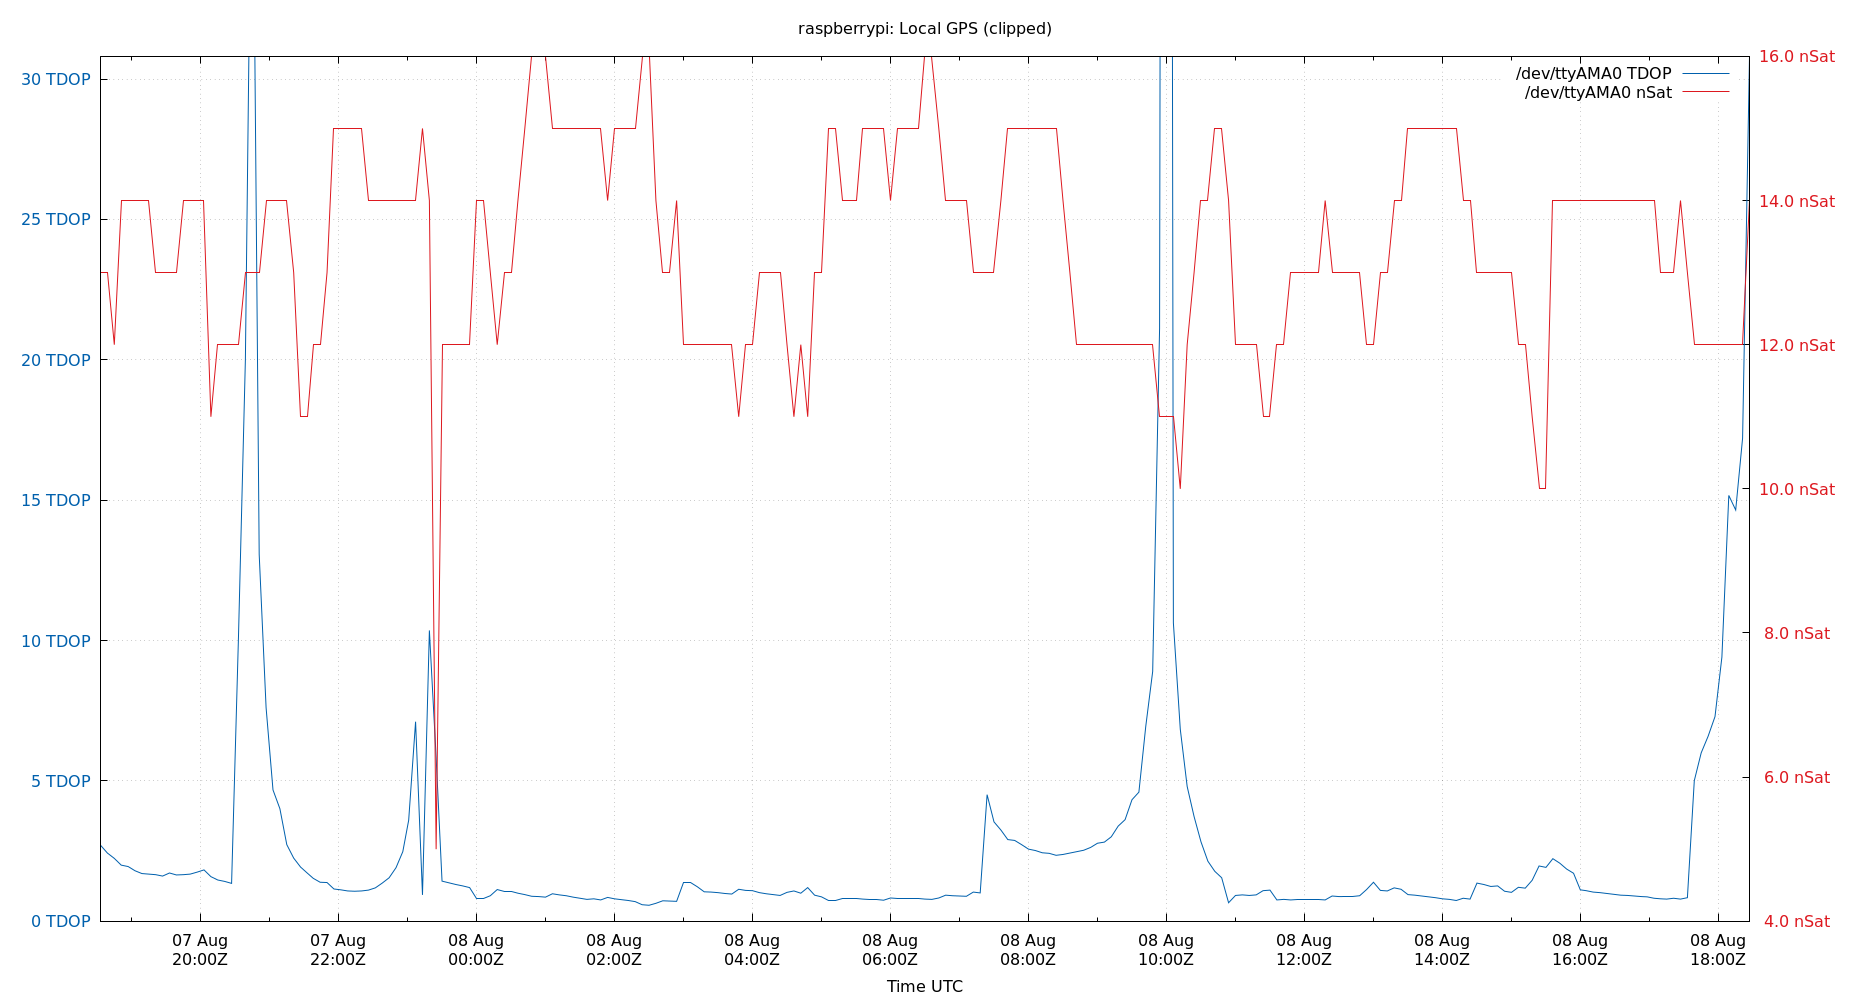 raspberrypi: Local GPS (clipped)
30 TDOP
25 TDOP
20 TDOP
15 TDOP
10 TDOP
5 TDOP
0 TDOP
16.0 nSat
14.0 nSat
12.0 nSat
10.0 nSat
8.0 nSat
6.0 nSat
4.0 nSat
/dev/ttyAMA0 TDOP
/dev/ttyAMA0 nSat
07 Aug
20:00Z
07 Aug
22:00Z
08 Aug
00:00Z
08 Aug
02:00Z
08 Aug
04:00Z
08 Aug
06:00Z
08 Aug
08:00Z
08 Aug
10:00Z
08 Aug
12:00Z
08 Aug
14:00Z
08 Aug
16:00Z
08 Aug
18:00Z
Time UTC